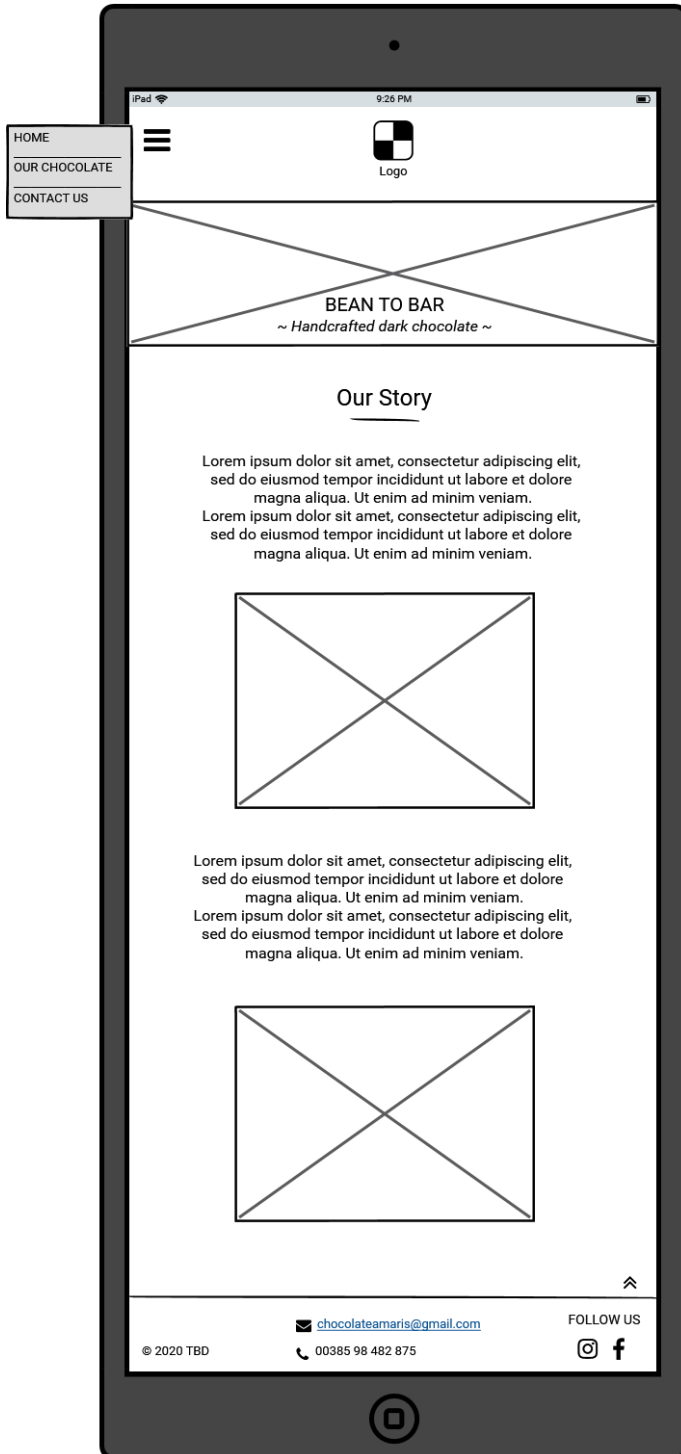 iPad 9:26 PM
HOME
OUR CHOCOLATE
CONTACT US
Logo
BEAN TO BAR
~ Handcrafted dark chocolate ~
Our Story
Lorem ipsum dolor sit amet, consectetur adipiscing elit,
sed do eiusmod tempor incididunt ut labore et dolore
magna aliqua. Ut enim ad minim veniam.
Lorem ipsum dolor sit amet, consectetur adipiscing elit,
sed do eiusmod tempor incididunt ut labore et dolore
magna aliqua. Ut enim ad minim veniam.
Lorem ipsum dolor sit amet, consectetur adipiscing elit,
sed do eiusmod tempor incididunt ut labore et dolore
magna aliqua. Ut enim ad minim veniam.
Lorem ipsum dolor sit amet, consectetur adipiscing elit,
sed do eiusmod tempor incididunt ut labore et dolore
magna aliqua. Ut enim ad minim veniam.
© 2020 TBD
chocolateamaris@gmail.com
00385 98 482 875
FOLLOW US